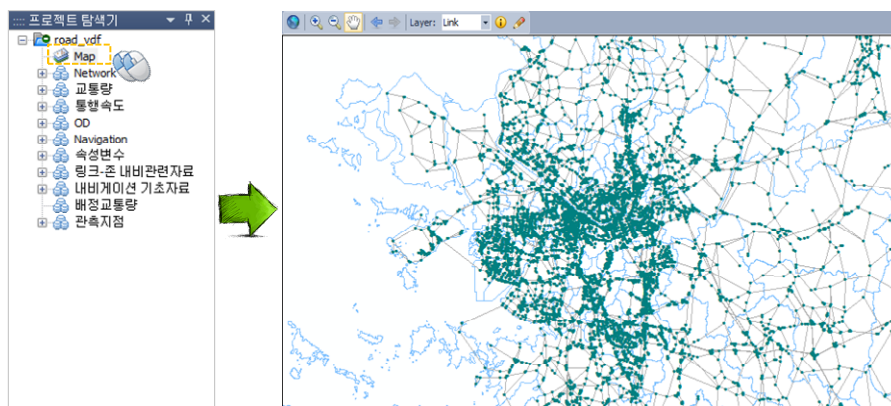 프로젝트 탐색기
road_vdf
Map
Network
교통량
통행속도
OD
Navigation
속성변수
링크-존 내비관련자료
내비게이션 기초자료
배정교통량
관측지점
Layer: Link